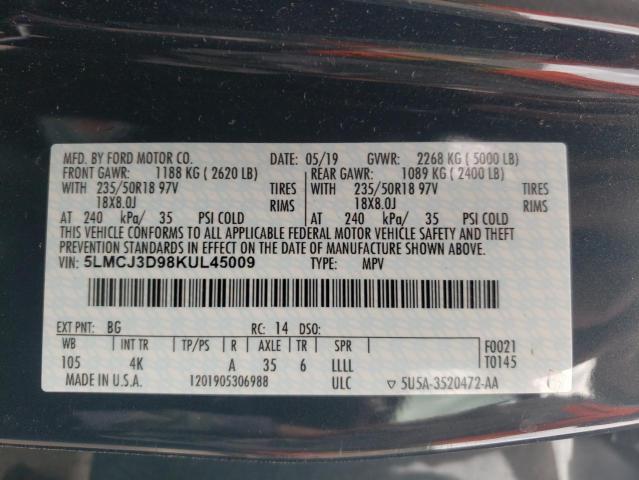 MFD. BY FORD MOTOR CO. 05/19 GVWR: 2268 KG ( 5000 LB)
FRONT GAWR: 1188 KG ( 2620 LB) REAR GAWR: 1089 KG ( 2400 LB)
WITH 235/50R18 97V TIRES WITH 235/50R18 97V TIRES
18X8.0J RIMS 18X8.0J RIMS
AT 240 kPa/ 35 PSI COLD AT 240 kPa/ 35 PSI COLD
THIS VEHICLE CONFORMS TO ALL APPLICABLE FEDERAL MOTOR VEHICLE SAFETY AND THEFT
PREVENTION STANDARDS IN EFFECT ON THE DATE OF MANUFACTURE SHOWN ABOVE.
VIN: 5LMCJ3D98KUL45009 TYPE: MPV
EXT PNT: BG RC: 14 DSO:
WB INT TR TP/PS R AXLE TR SPR F0021
105 4K A 35 6 LLLL T0145
MADE IN U.S.A. 1201905306988 ULC ▽ 5U5A-3520472-AA